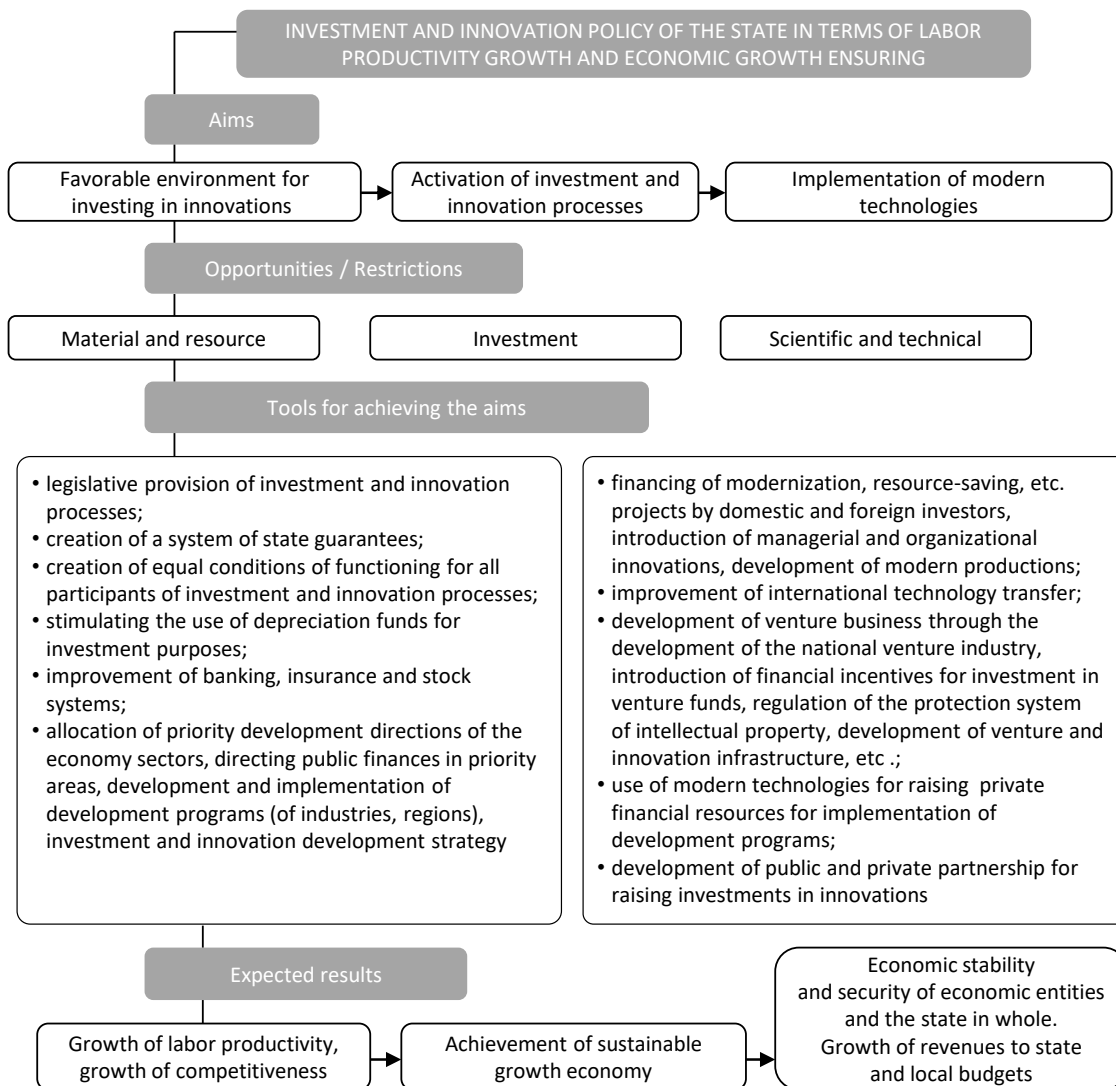 INVESTMENT AND INNOVATION POLICY OF THE STATE IN TERMS OF LABOR
PRODUCTIVITY GROWTH AND ECONOMIC GROWTH ENSURING
Aims
Favorable environment for
investing in innovations
Activation of investment and
innovation processes
Implementation of modern
technologies
Opportunities / Restrictions
Material and resource
Investment
Scientific and technical
Tools for achieving the aims
• legislative provision of investment and innovation
processes;
• creation of a system of state guarantees;
• creation of equal conditions of functioning for all
participants of investment and innovation processes;
• stimulating the use of depreciation funds for
investment purposes;
• improvement of banking, insurance and stock
systems;
• allocation of priority development directions of the
economy sectors, directing public finances in priority
areas, development and implementation of
development programs (of industries, regions),
investment and innovation development strategy
• financing of modernization, resource-saving, etc.
projects by domestic and foreign investors,
introduction of managerial and organizational
innovations, development of modern productions;
• improvement of international technology transfer;
• development of venture business through the
development of the national venture industry,
introduction of financial incentives for investment in
venture funds, regulation of the protection system
of intellectual property, development of venture and
innovation infrastructure, etc .;
• use of modern technologies for raising  private
financial resources for implementation of
development programs;
• development of public and private partnership for
raising investments in innovations
Expected results
Growth of labor productivity,
growth of competitiveness
Achievement of sustainable
growth economy
Economic stability
and security of economic entities
and the state in whole.
Growth of revenues to state
and local budgets